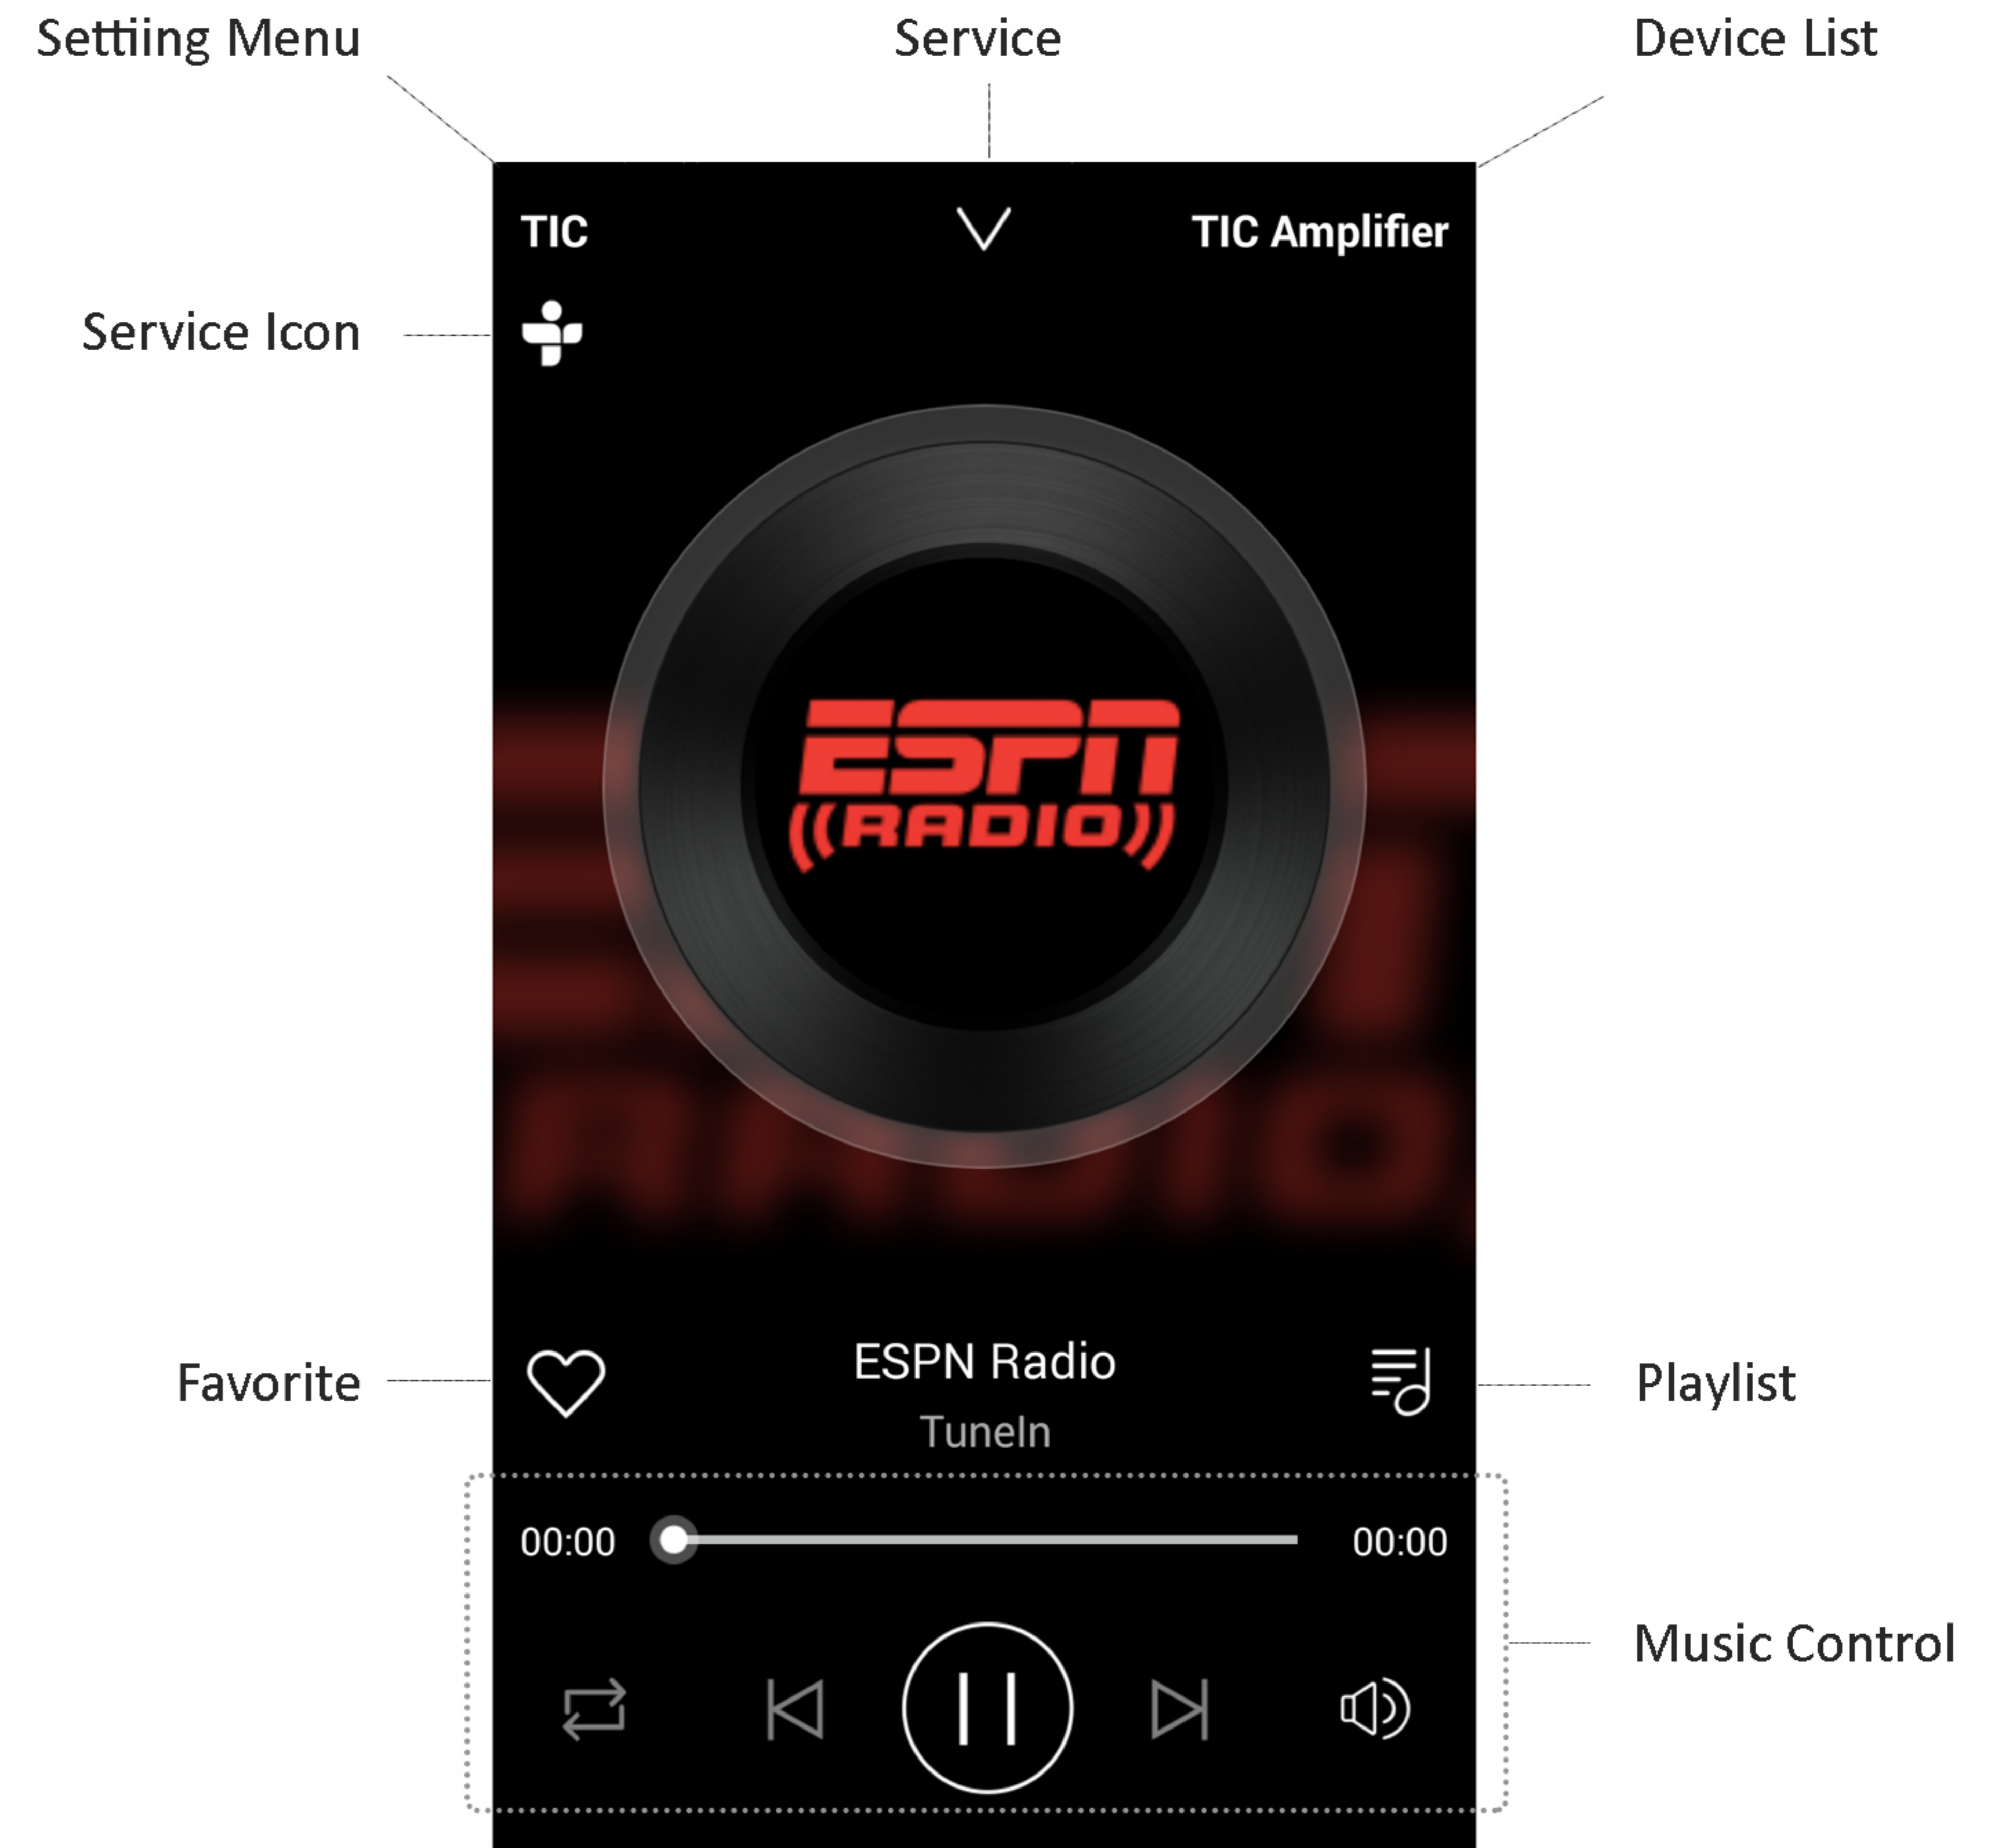 Settiing Menu
Service
Device List
TIC
TIC Amplifier
Service Icon
ESPN
RADIO
Favorite
ESPN Radio
Playlist
TuneIn
00:00
00:00
Music Control